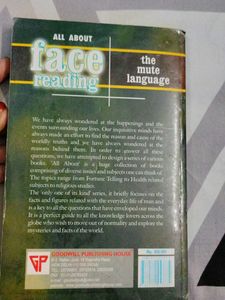 ALL ABOUT
face
reading
the
mute
language
We have always wondered at the happenings and the
events surrounding our lives. Our inquisitive minds have
always made an effort to find the reason and cause of the
worldly truths and we have always wondered at the
reasons behind them. In order to answer all these
questions, we have attempted to design a series of various
books. 'All About' is a huge collection of books
comprising of diverse issues and subjects one can think of.
The topics range from Fortune Telling to Health related
subjects to religious studies.
The only one of its kind series, it briefly focuses on the
facts and figures related with the everyday life of man and
is a key to all the questions that have enveloped our minds.
It is a perfect guide to all the knowledge lovers across the
globe who wish to move out of normality and explore the
mysteries and facts of the world.
GP
GOODWILL PUBLISHING HOUSE